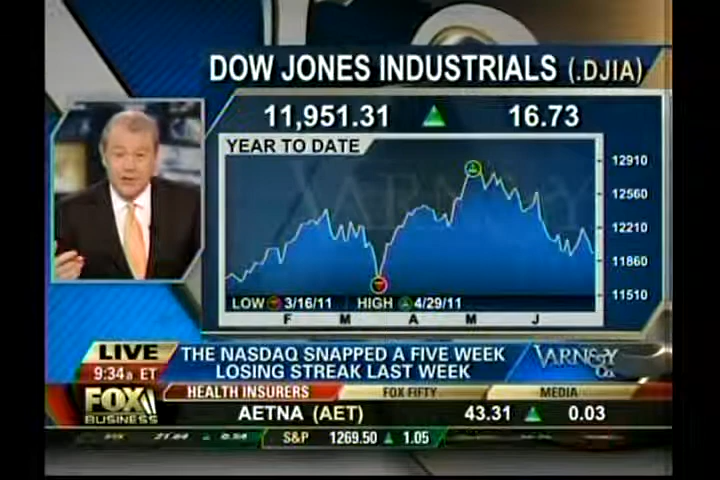 DOW JONES INDUSTRIALS (.DJIA)
11,951.31 16.73
YEAR TO DATE
VARNEY
12910
12560
12210
11860
11510
LOW 3/16/11 HIGH 4/29/11
F M A M J
LIVE
9:34a ET
THE NASDAQ SNAPPED A FIVE WEEK
LOSING STREAK LAST WEEK
VARNEY
& Co.
HEALTH INSURERS FOX FIFTY MEDIA
FOX
BUSINESS
AETNA (AET) 43.31 0.03
S&P 1269.50 1.05